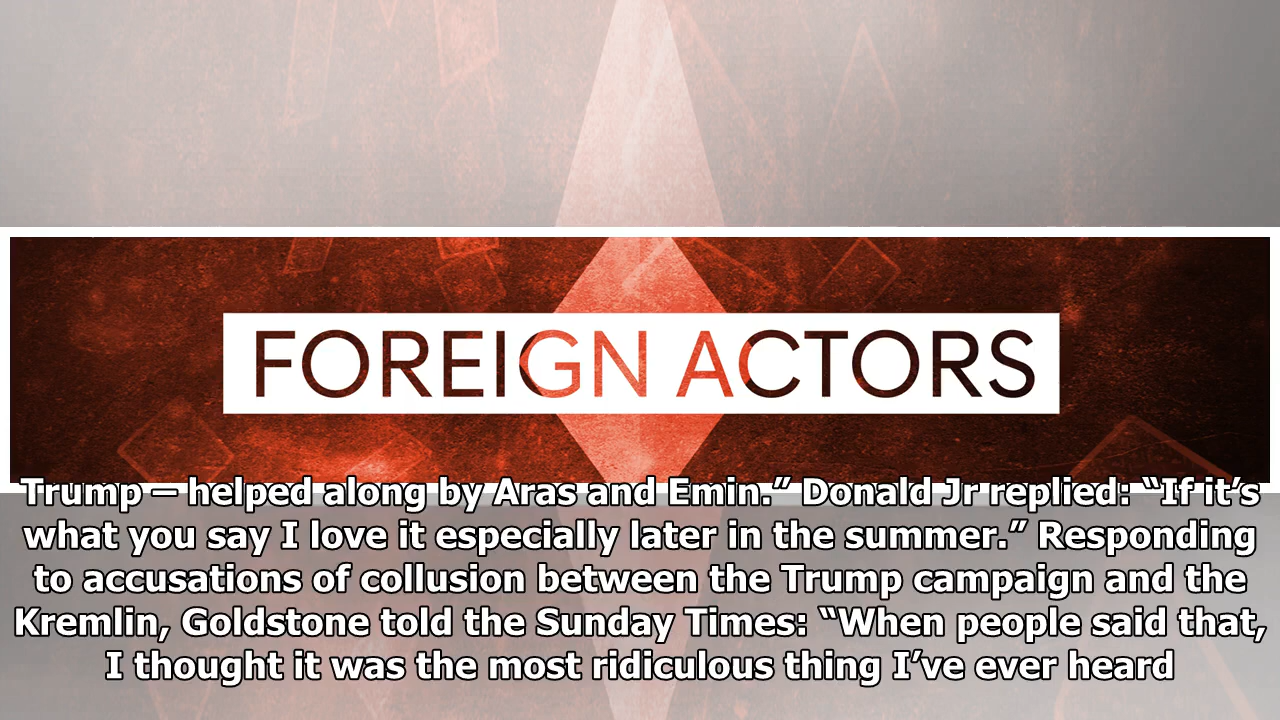 FOREIGN ACTORS
Trump – helped along by Aras and Emin.” Donald Jr replied: “If it’s
what you say I love it especially later in the summer.” Responding
to accusations of collusion between the Trump campaign and the
Kremlin, Goldstone told the Sunday Times: “When people said that,
I thought it was the most ridiculous thing I’ve ever heard